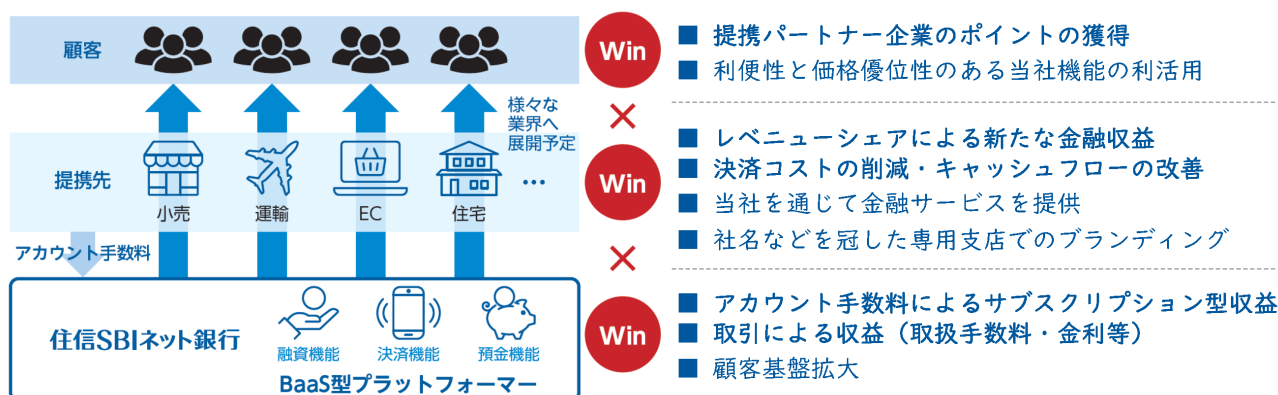 顧客
Win
■ 提携パートナー企業のポイントの獲得
■ 利便性と価格優位性のある当社機能の利活用
様々な
業界へ
展開予定
×
提携先
小売
運輸
EC
住宅
…
Win
■ レベニューシェアによる新たな金融収益
■ 決済コストの削減・キャッシュフローの改善
■ 当社を通じて金融サービスを提供
■ 社名などを冠した専用支店でのブランディング
アカウント手数料
×
住信SBIネット銀行
融資機能
決済機能
預金機能
BaaS型プラットフォーマー
Win
■ アカウント手数料によるサブスクリプション型収益
■ 取引による収益（取扱手数料・金利等）
■ 顧客基盤拡大